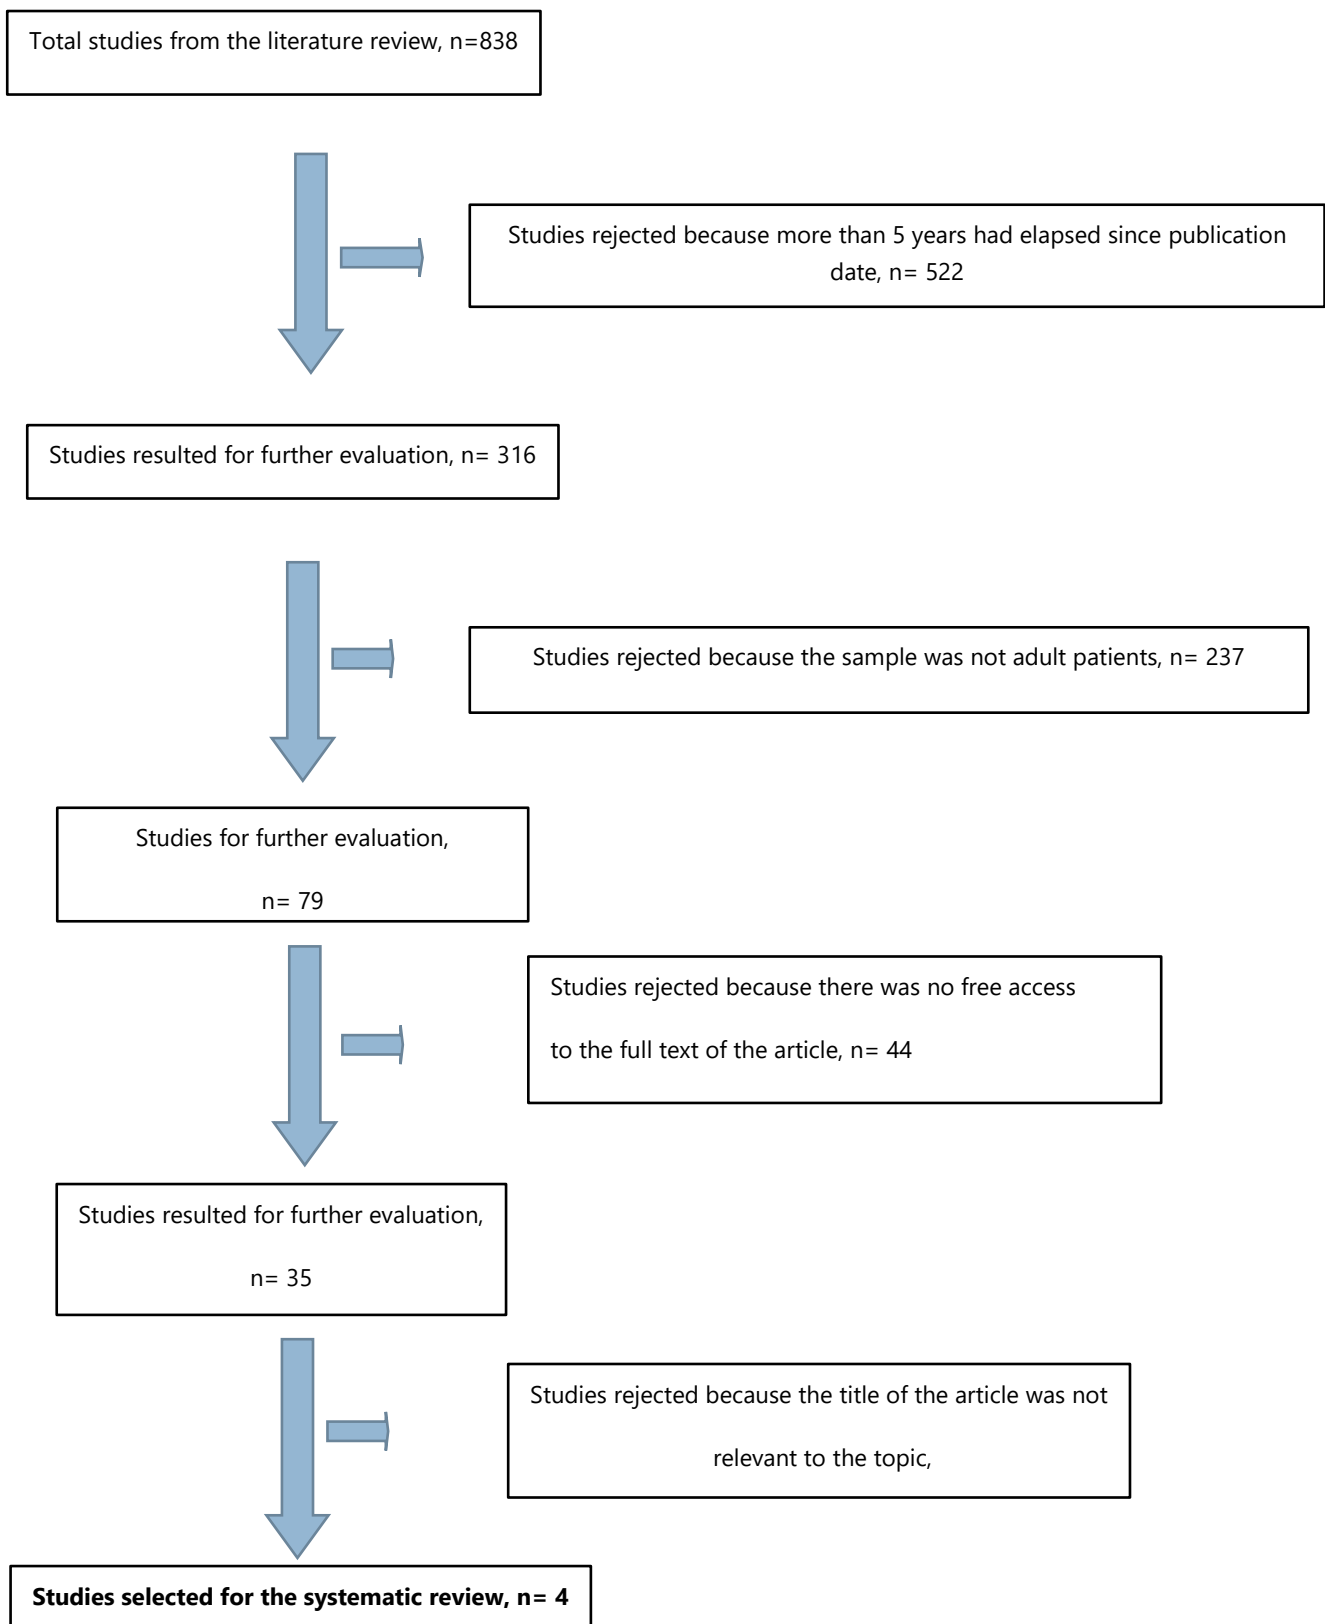 Total studies from the literature review, n=838
Studies rejected because more than 5 years had elapsed since publication
date, n= 522
Studies resulted for further evaluation, n= 316
Studies rejected because the sample was not adult patients, n= 237
Studies for further evaluation,
n= 79
Studies rejected because there was no free access
to the full text of the article, n= 44
Studies resulted for further evaluation,
n= 35
Studies rejected because the title of the article was not
relevant to the topic,
Studies selected for the systematic review, n= 4